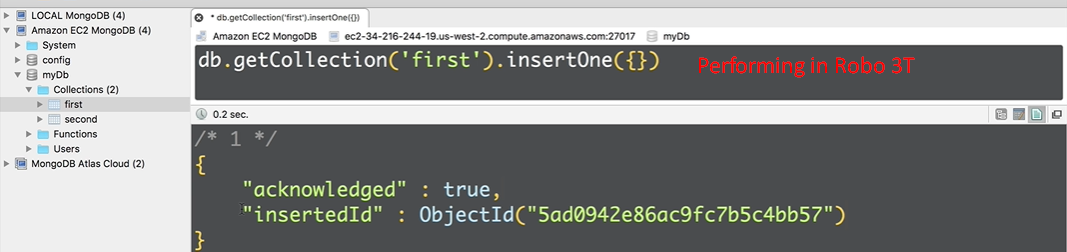 LOCAL MongoDB (4)
Amazon EC2 MongoDB (4)
System
config
myDb
Collections (2)
first
second
Functions
Users
MongoDB Atlas Cloud (2)
* db.getCollection('first').insertOne({})
Amazon EC2 MongoDB ec2-34-216-244-19.us-west-2.compute.amazonaws.com:27017 myDb
db.getCollection('first').insertOne({}) Performing in Robo 3T
0.2 sec.
/* 1 */
{
"acknowledged" : true,
"insertedId" : ObjectId("5ad0942e86ac9fc7b5c4bb57")
}